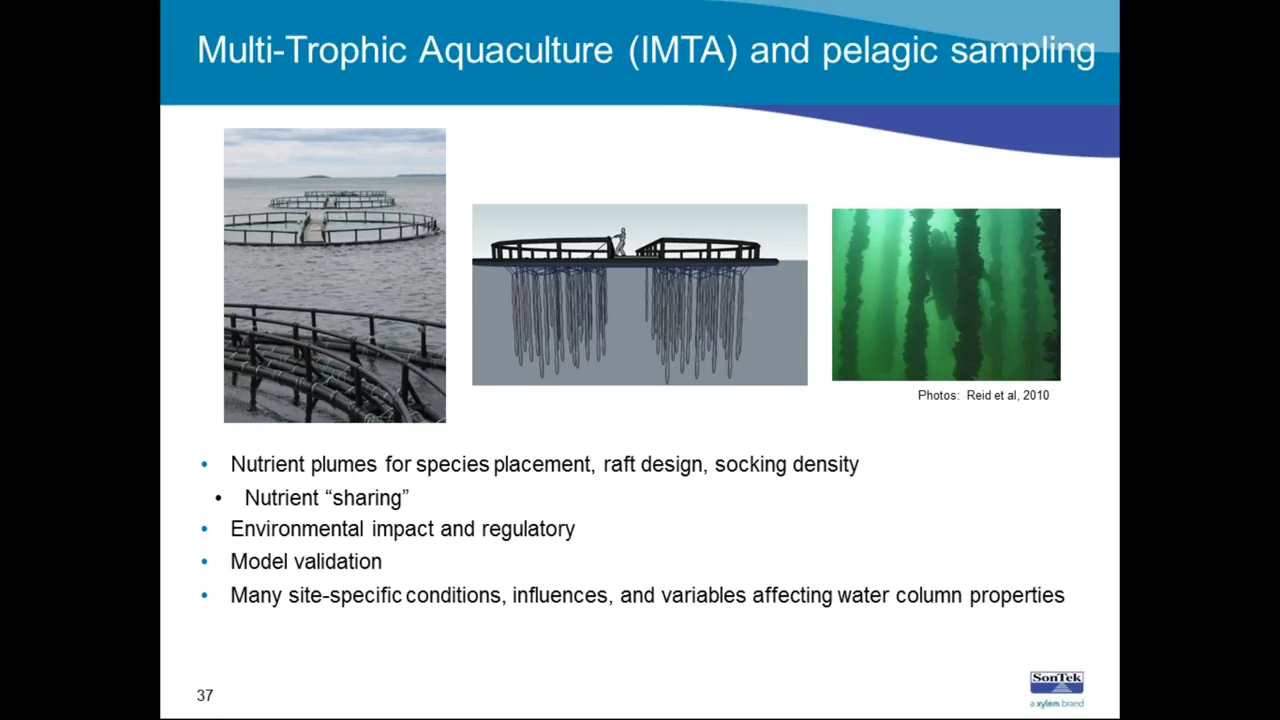 Multi-Trophic Aquaculture (IMTA) and pelagic sampling
Photos: Reid et al, 2010
• Nutrient plumes for species placement, raft design, socking density
• Nutrient “sharing”
• Environmental impact and regulatory
• Model validation
• Many site-specific conditions, influences, and variables affecting water column properties
37
SonTek
a xylem brand